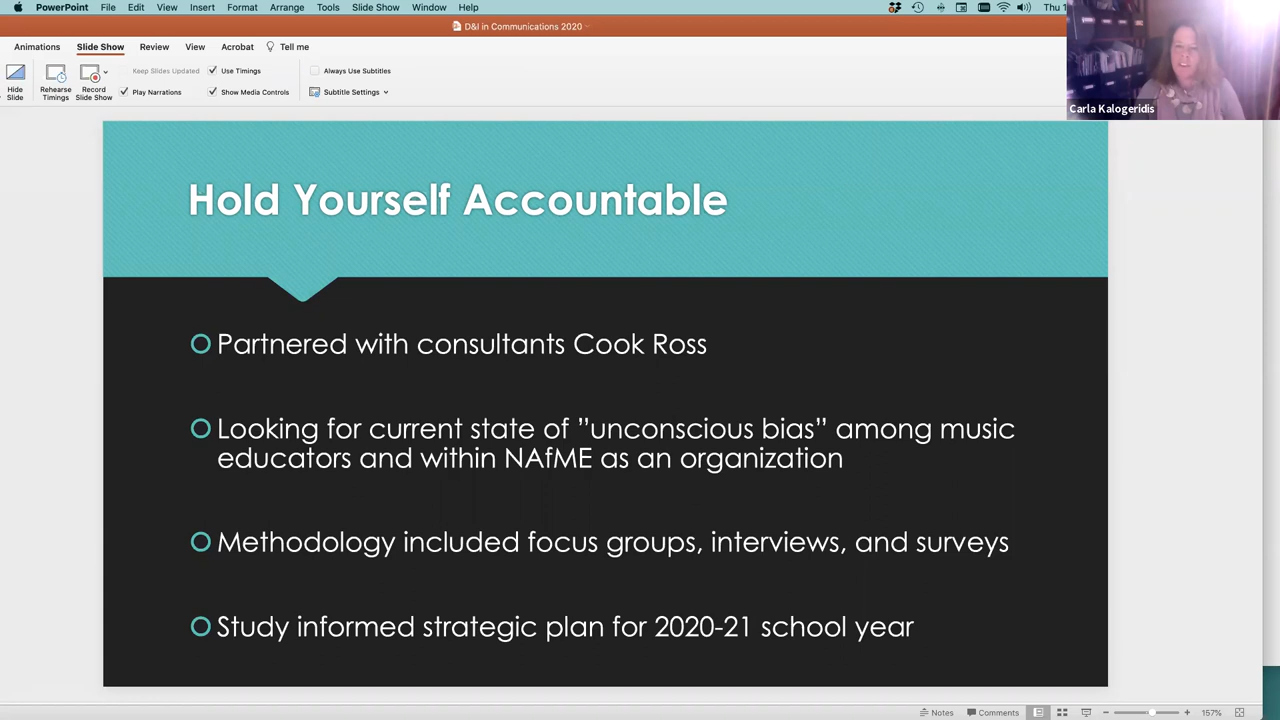 PowerPoint File Edit View Insert Format Arrange Tools Slide Show Window Help Thu 1
D&I in Communications 2020
Animations Slide Show Review View Acrobat Tell me
Keep Slides Updated Use Timings Always Use Subtitles
Hide Slide Rehearse Timings Record Slide Show Play Narrations Show Media Controls Subtitle Settings
Carla Kalogeridis
Hold Yourself Accountable
Partnered with consultants Cook Ross
Looking for current state of ”unconscious bias” among music
educators and within NAfME as an organization
Methodology included focus groups, interviews, and surveys
Study informed strategic plan for 2020-21 school year
Notes Comments 157%